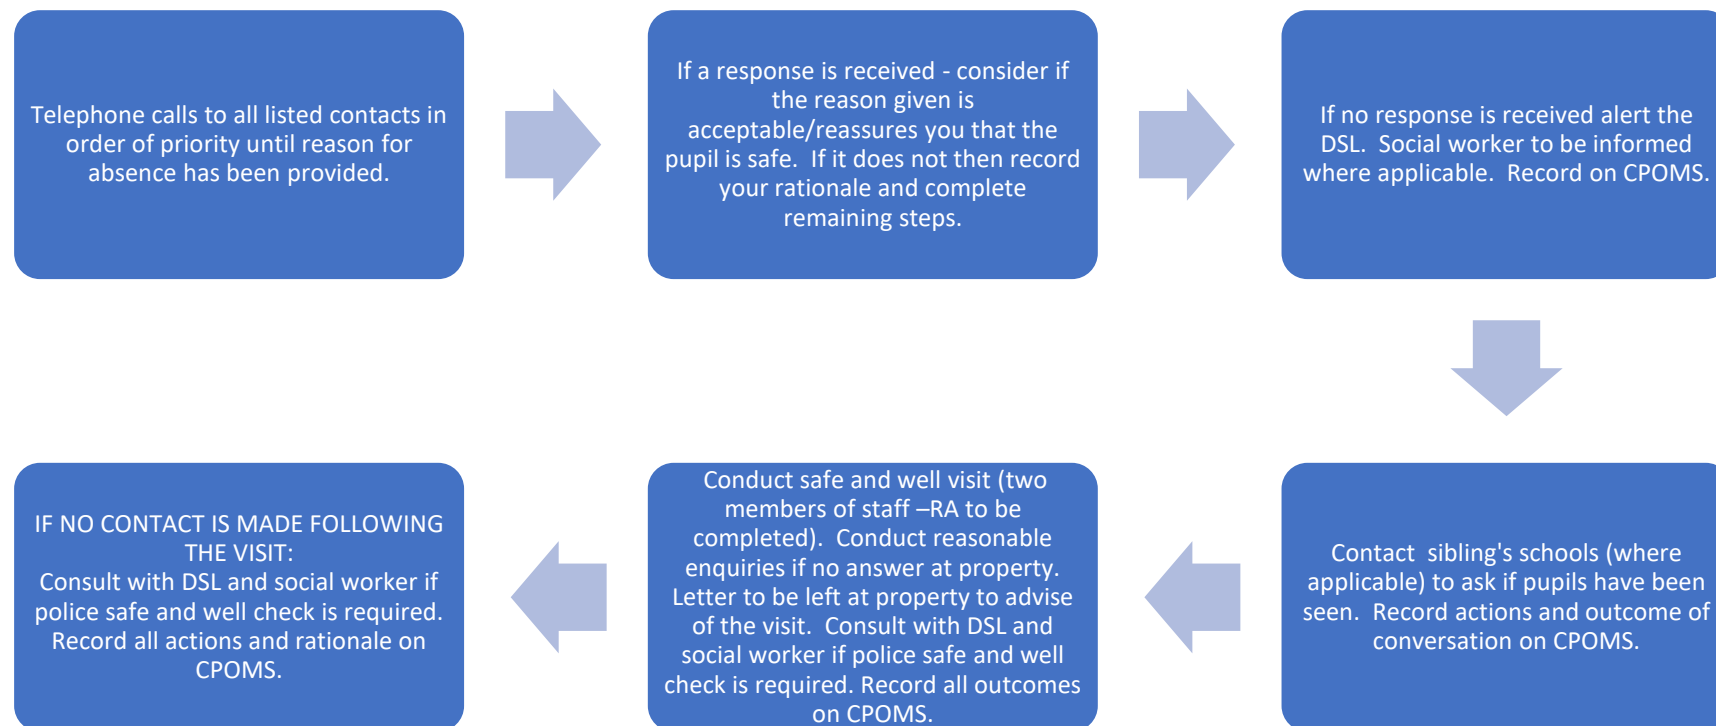 Telephone calls to all listed contacts in
order of priority until reason for
absence has been provided.
If a response is received - consider if
the reason given is
acceptable/reassures you that the
pupil is safe.  If it does not then record
your rationale and complete
remaining steps.
If no response is received alert the
DSL.  Social worker to be informed
where applicable.  Record on CPOMS.
Contact  sibling's schools (where
applicable) to ask if pupils have been
seen.  Record actions and outcome of
conversation on CPOMS.
Conduct safe and well visit (two
members of staff –RA to be
completed).  Conduct reasonable
enquiries if no answer at property.
Letter to be left at property to advise
of the visit.  Consult with DSL and
social worker if police safe and well
check is required. Record all outcomes
on CPOMS.
IF NO CONTACT IS MADE FOLLOWING
THE VISIT:
Consult with DSL and social worker if
police safe and well check is required.
Record all actions and rationale on
CPOMS.